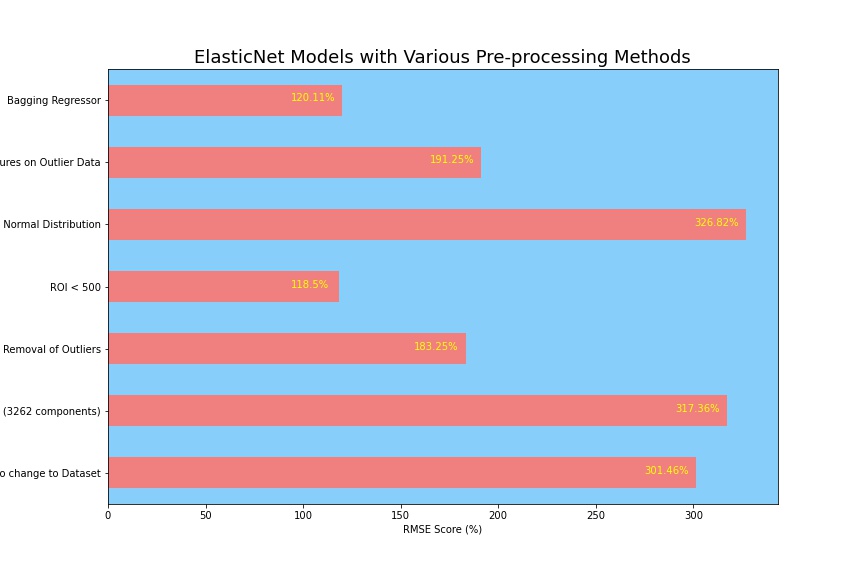 ElasticNet Models with Various Pre-processing Methods
Bagging Regressor
120.11%
ures on Outlier Data
191.25%
Normal Distribution
326.82%
ROI < 500
118.5%
Removal of Outliers
183.25%
(3262 components)
317.36%
o change to Dataset
301.46%
0 50 100 150 200 250 300
RMSE Score (%)